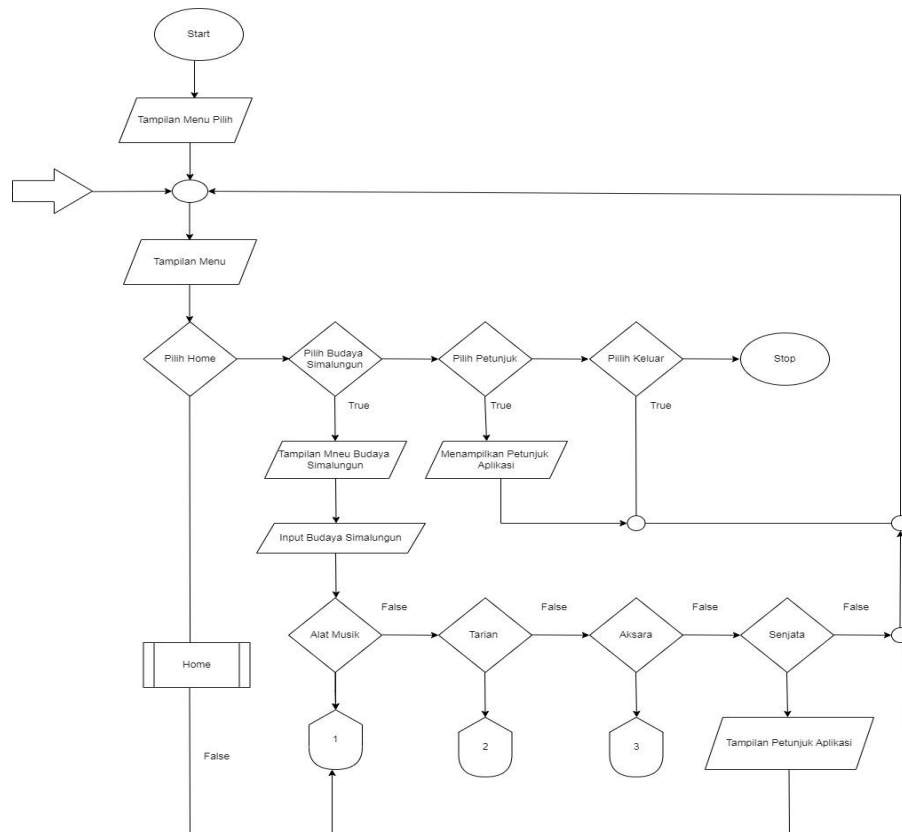 Start
Tampilan Menu Pilih
Tampilan Menu
Pilih Home
Pilih Budaya
Simalungun
Pilih Petunjuk
Piilih Keluar
Stop
True
True
True
Tampilan Mneu Budaya
Simalungun
Menampilkan Petunjuk
Aplikasi
Input Budaya Simalungun
Alat Musik
False
Tarian
False
Aksara
False
Senjata
False
Home
False
1
2
3
Tampilan Petunjuk Aplikasi